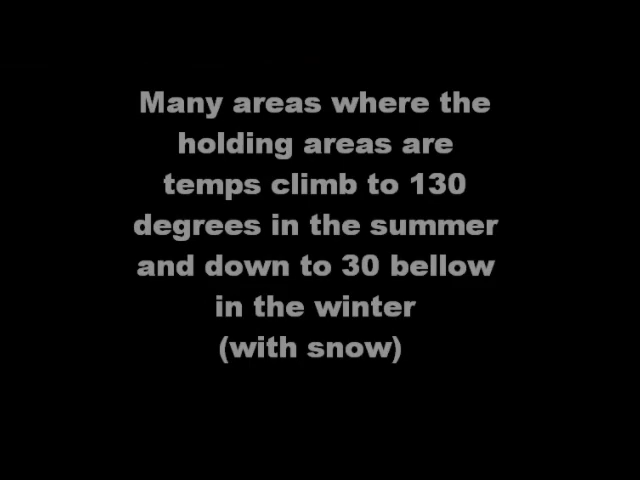 Many areas where the
holding areas are
temps climb to 130
degrees in the summer
and down to 30 bellow
in the winter
(with snow)